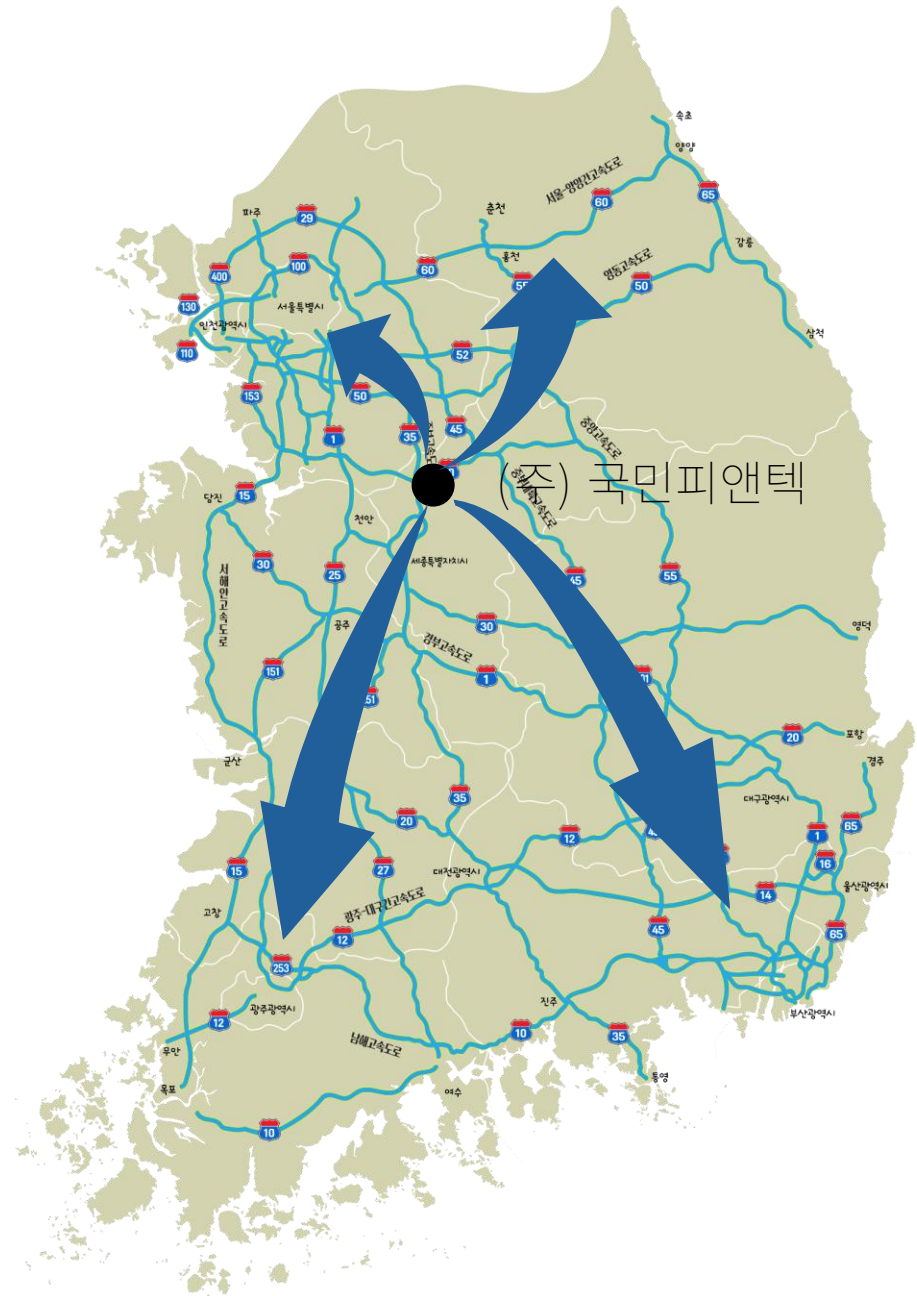 속초
양양
서울-양양간고속도로
65
60
춘천
파주
29
강릉
홍천
영동고속도로
100
60
400
55
50
130
서울특별시
인천광역시
삼척
110
52
153
50
45
35
1
중앙고속도로
(주) 국민피앤텍
당진
15
천안
세종특별자치시
30
25
45
55
서해안고속도로
30
공주
영덕
경부고속도로
151
1
20
포항
군산
경주
35
대구광역시
20
12
65
1
16
15
27
대전광역시
울산광역시
14
고창
광주-대구간고속도로
12
45
65
253
진주
광주광역시
부산광역시
12
10
35
무안
남해고속도로
통영
목포
여수
10